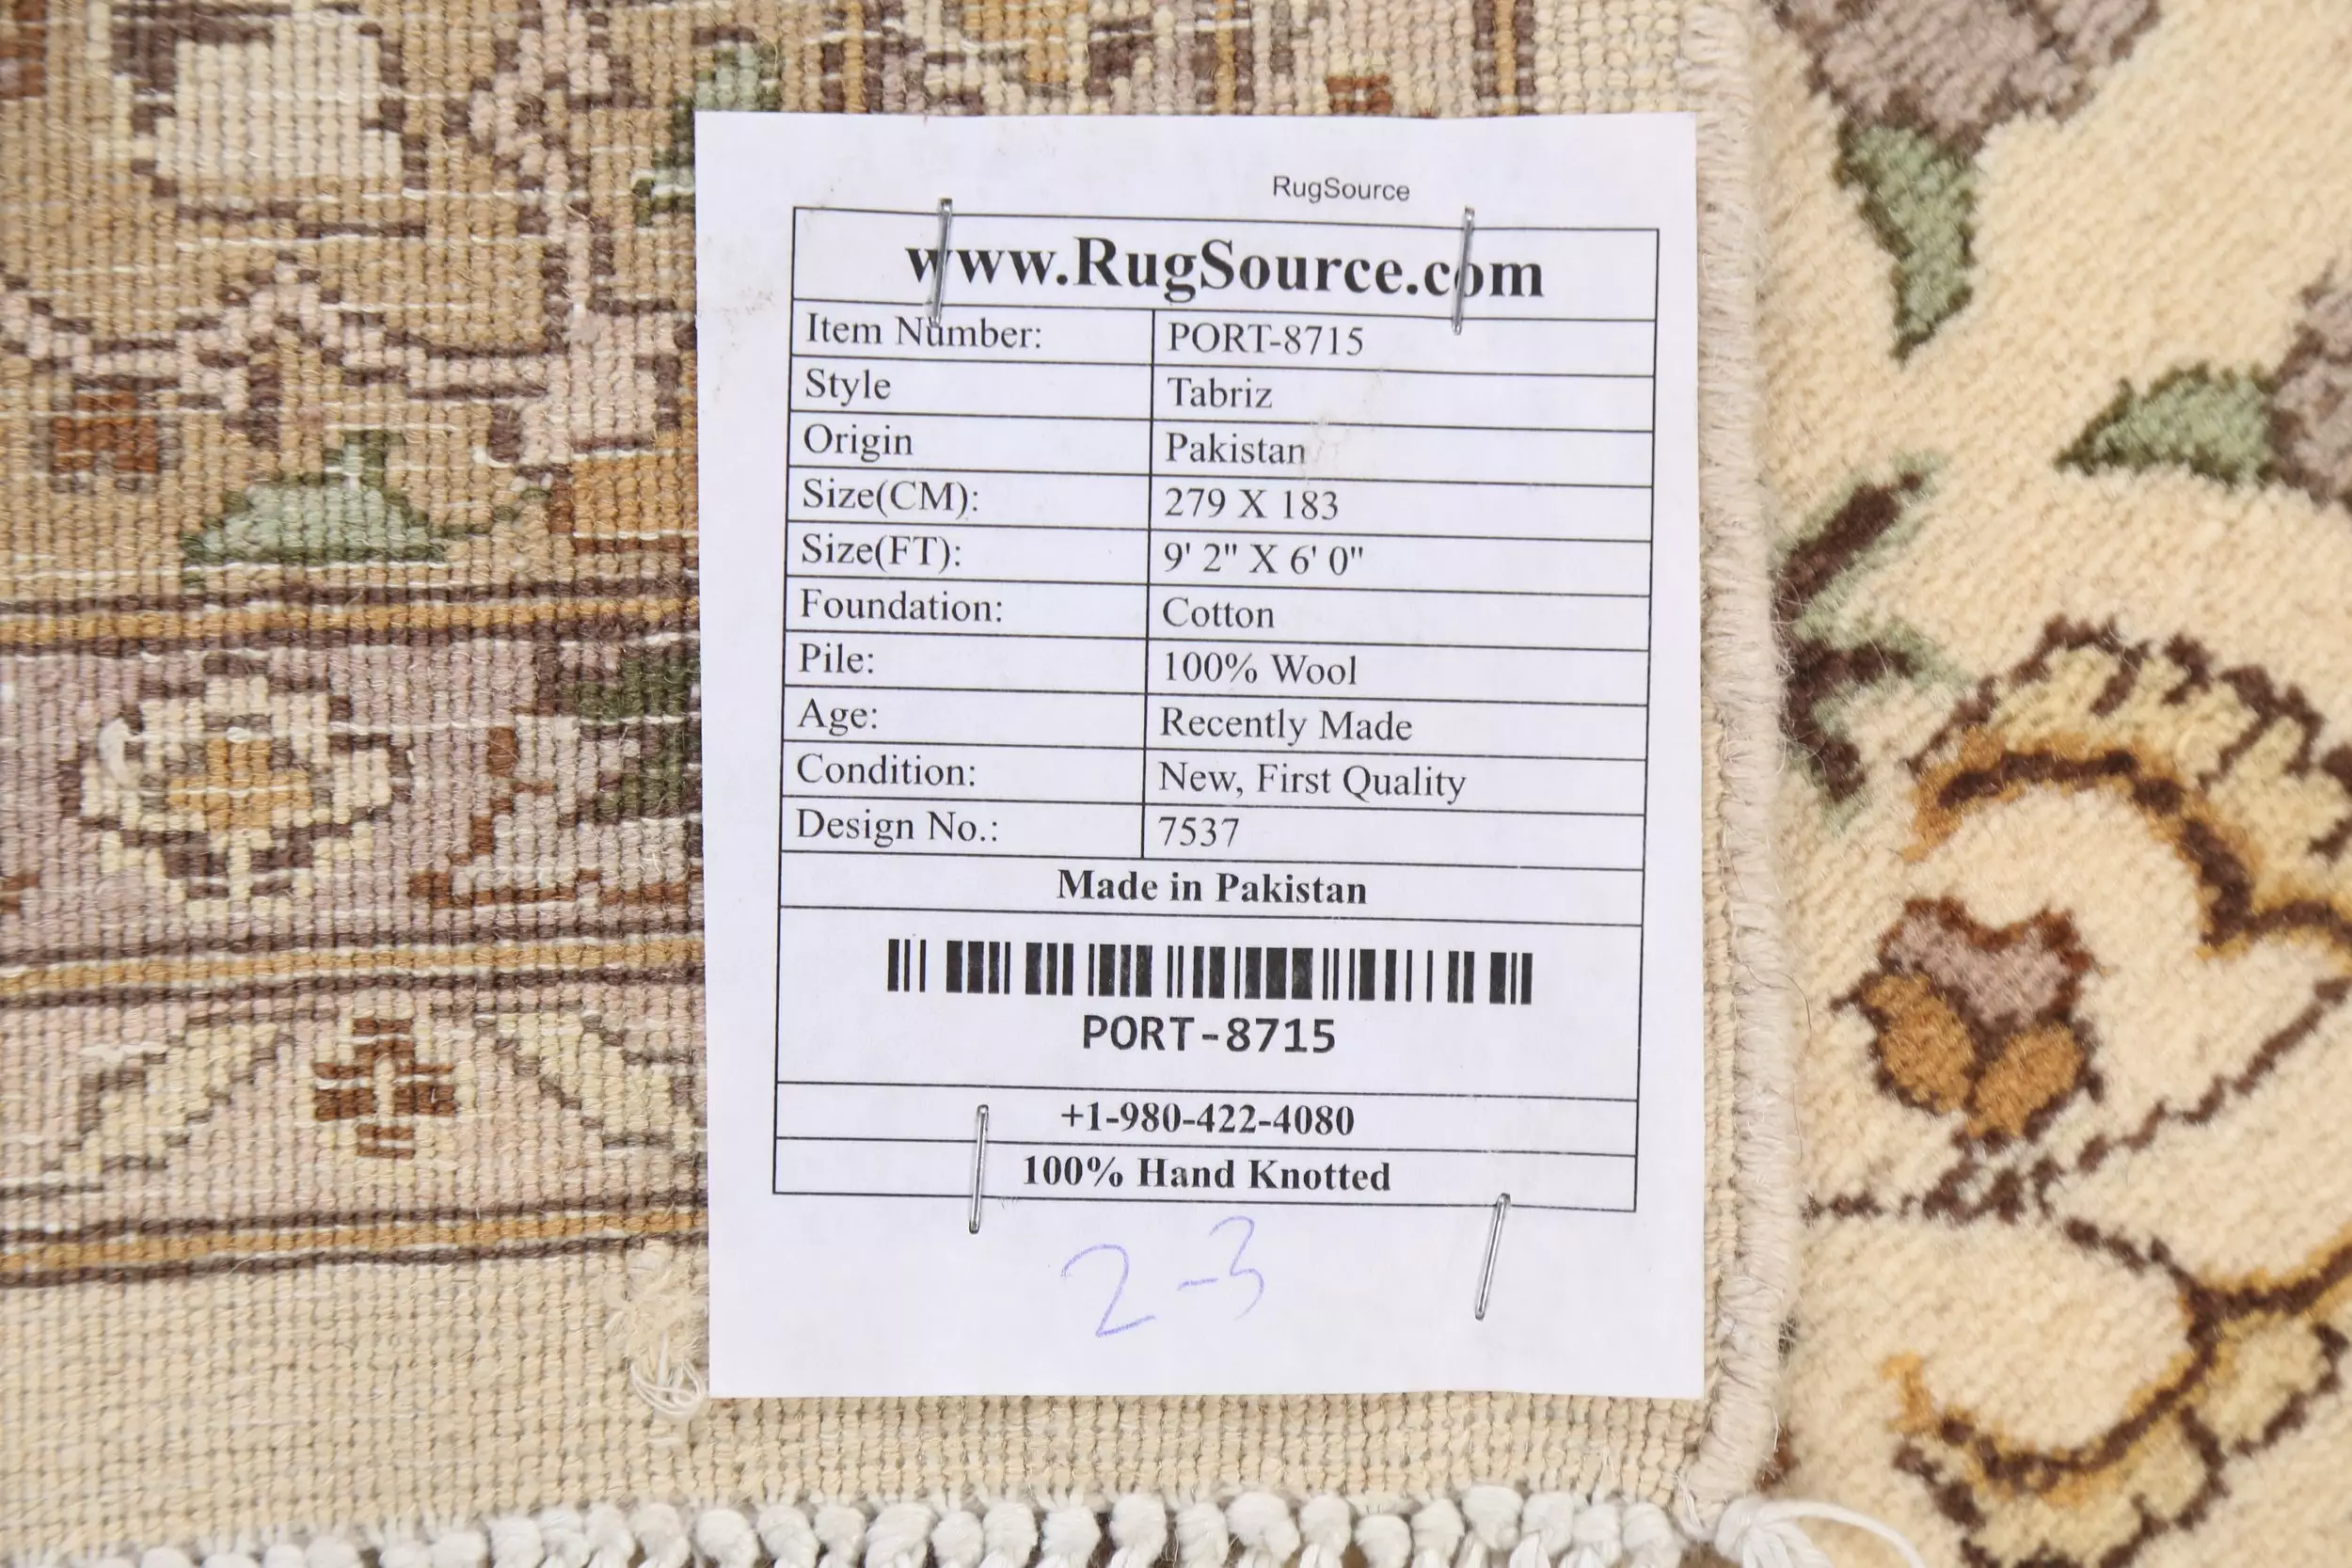 RugSource
www.RugSource.com
Item Number: PORT-8715
Style Tabriz
Origin Pakistan
Size(CM): 279 X 183
Size(FT): 9' 2" X 6' 0"
Foundation: Cotton
Pile: 100% Wool
Age: Recently Made
Condition: New, First Quality
Design No.: 7537
Made in Pakistan
PORT-8715
+1-980-422-4080
100% Hand Knotted
2-3